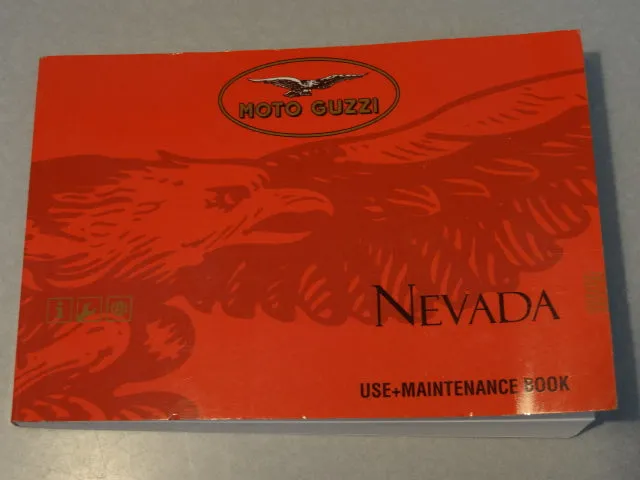 MOTO GUZZI
NEVADA
USE+MAINTENANCE BOOK